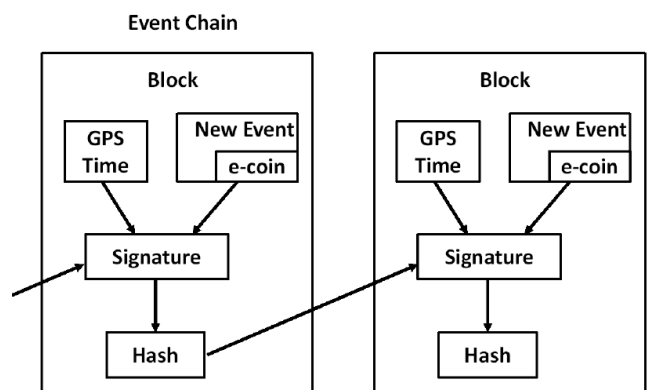 Event Chain
Block
GPS
Time
New Event
e-coin
Signature
Hash
Block
GPS
Time
New Event
e-coin
Signature
Hash